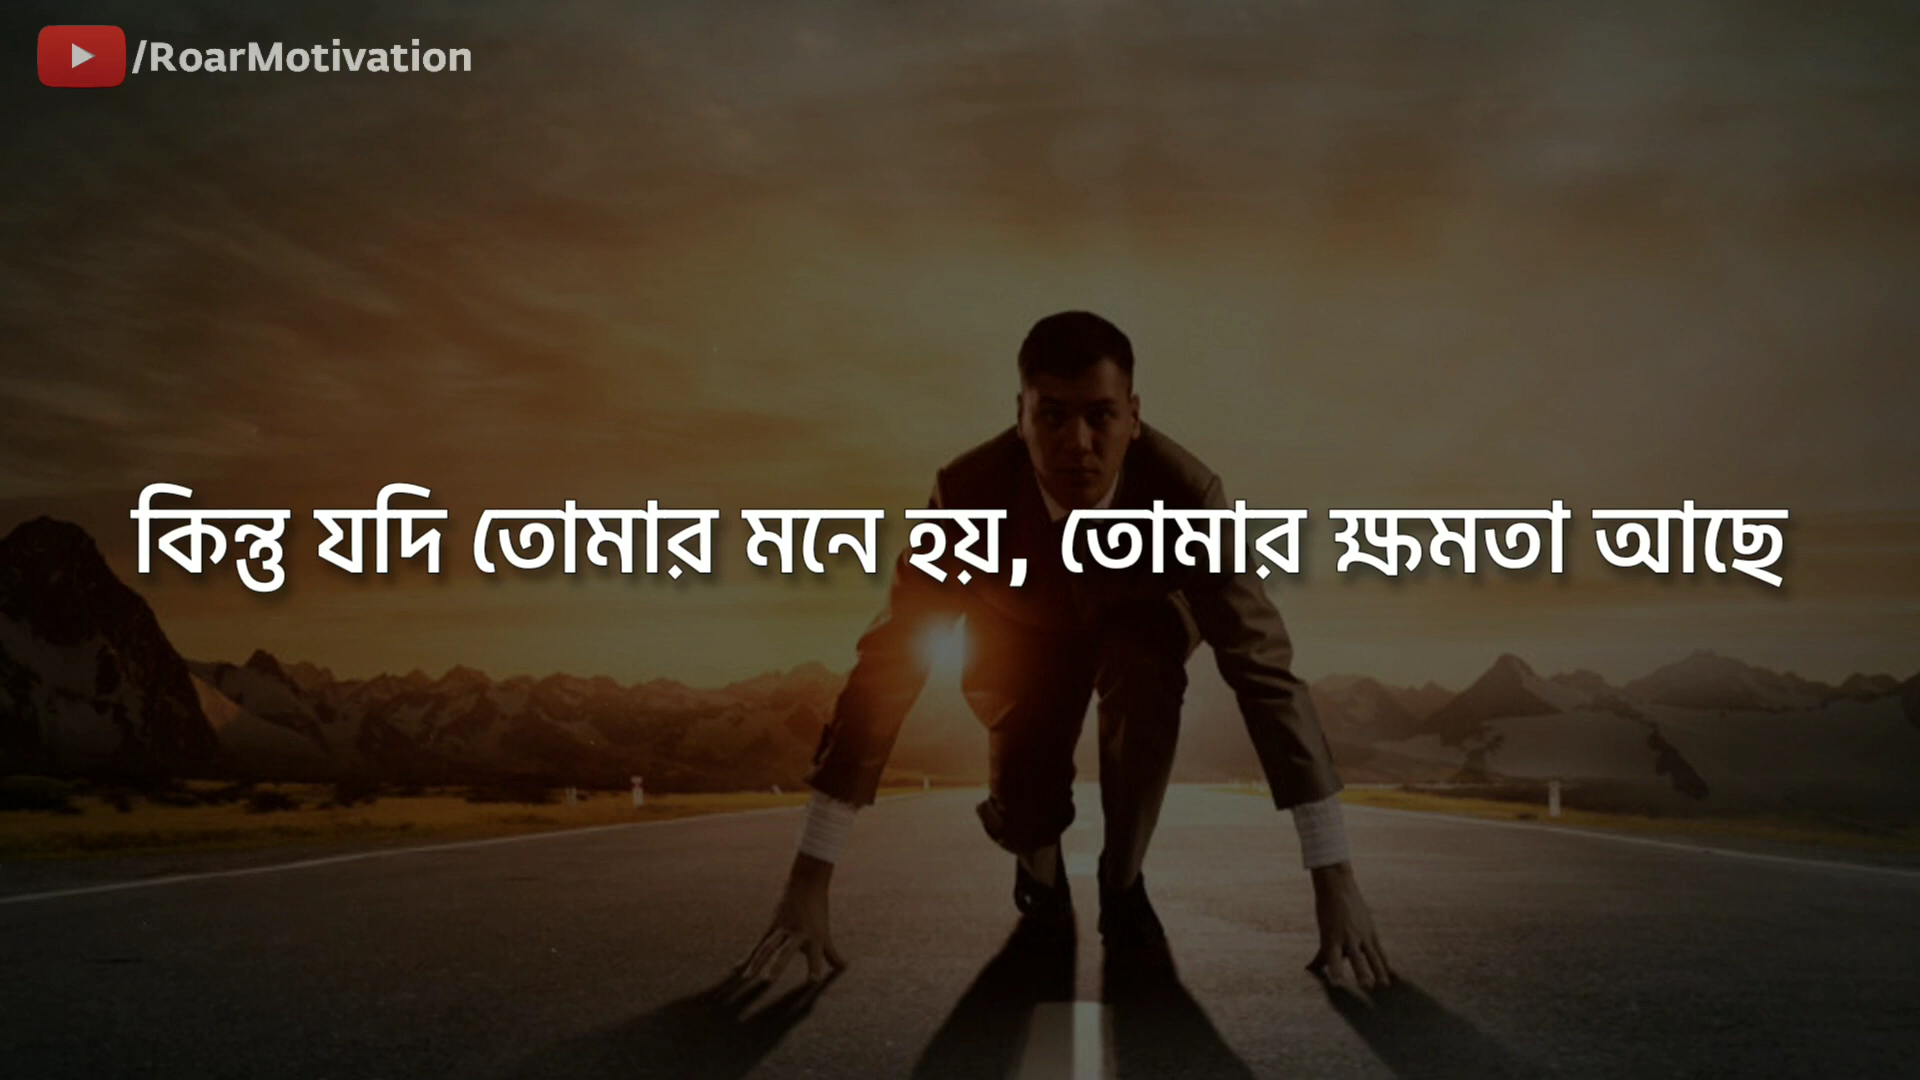 /RoarMotivation
কিন্তু যদি তোমার মনে হয়, তোমার ক্ষমতা আছে